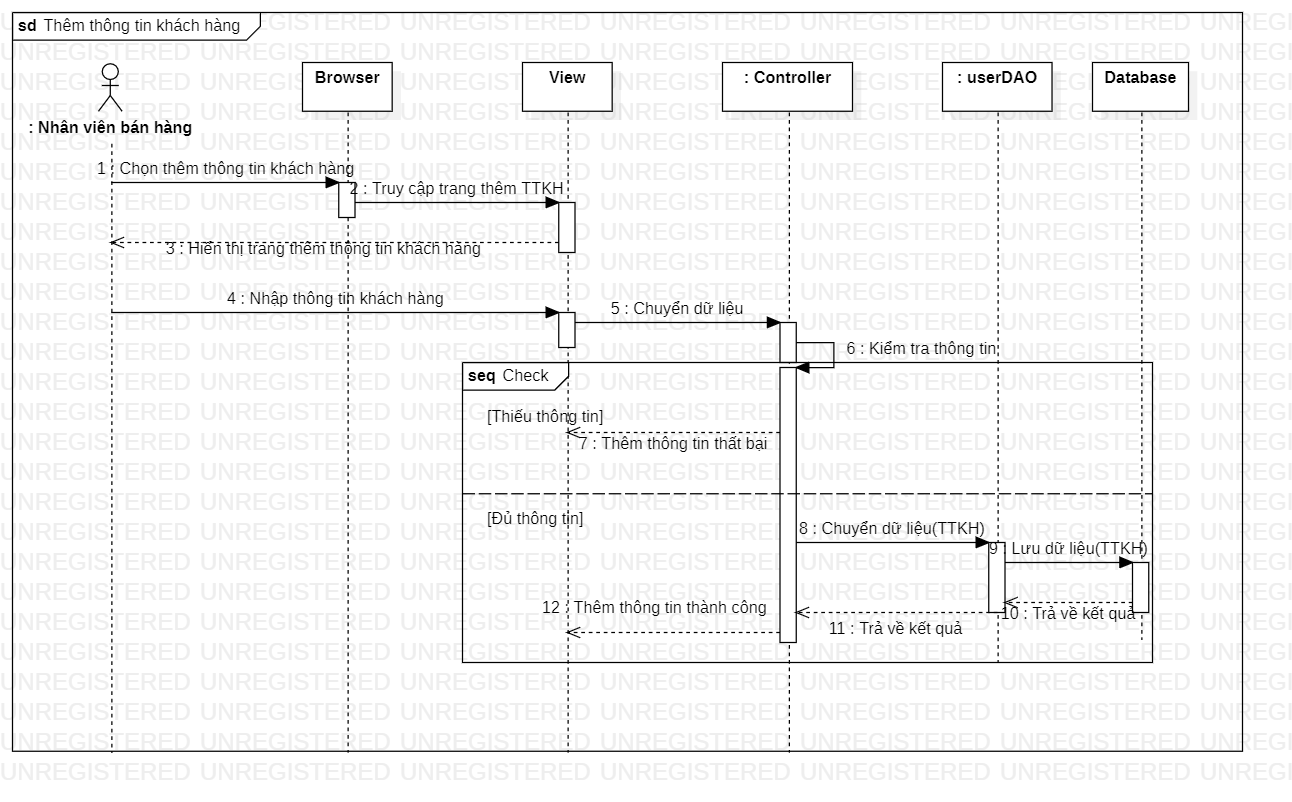 sd Thêm thông tin khách hàng
Browser
View
: Controller
: userDAO
Database
: Nhân viên bán hàng
1 : Chọn thêm thông tin khách hàng
2 : Truy cập trang thêm TTKH
3 : Hiển thị trang thêm thông tin khách hàng
4 : Nhập thông tin khách hàng
5 : Chuyển dữ liệu
6 : Kiểm tra thông tin
seq Check
[Thiếu thông tin]
7 : Thêm thông tin thất bại
[Đủ thông tin]
8 : Chuyển dữ liệu(TTKH)
9 : Lưu dữ liệu(TTKH)
10 : Trả về kết quả
11 : Trả về kết quả
12 : Thêm thông tin thành công
UNREGISTERED